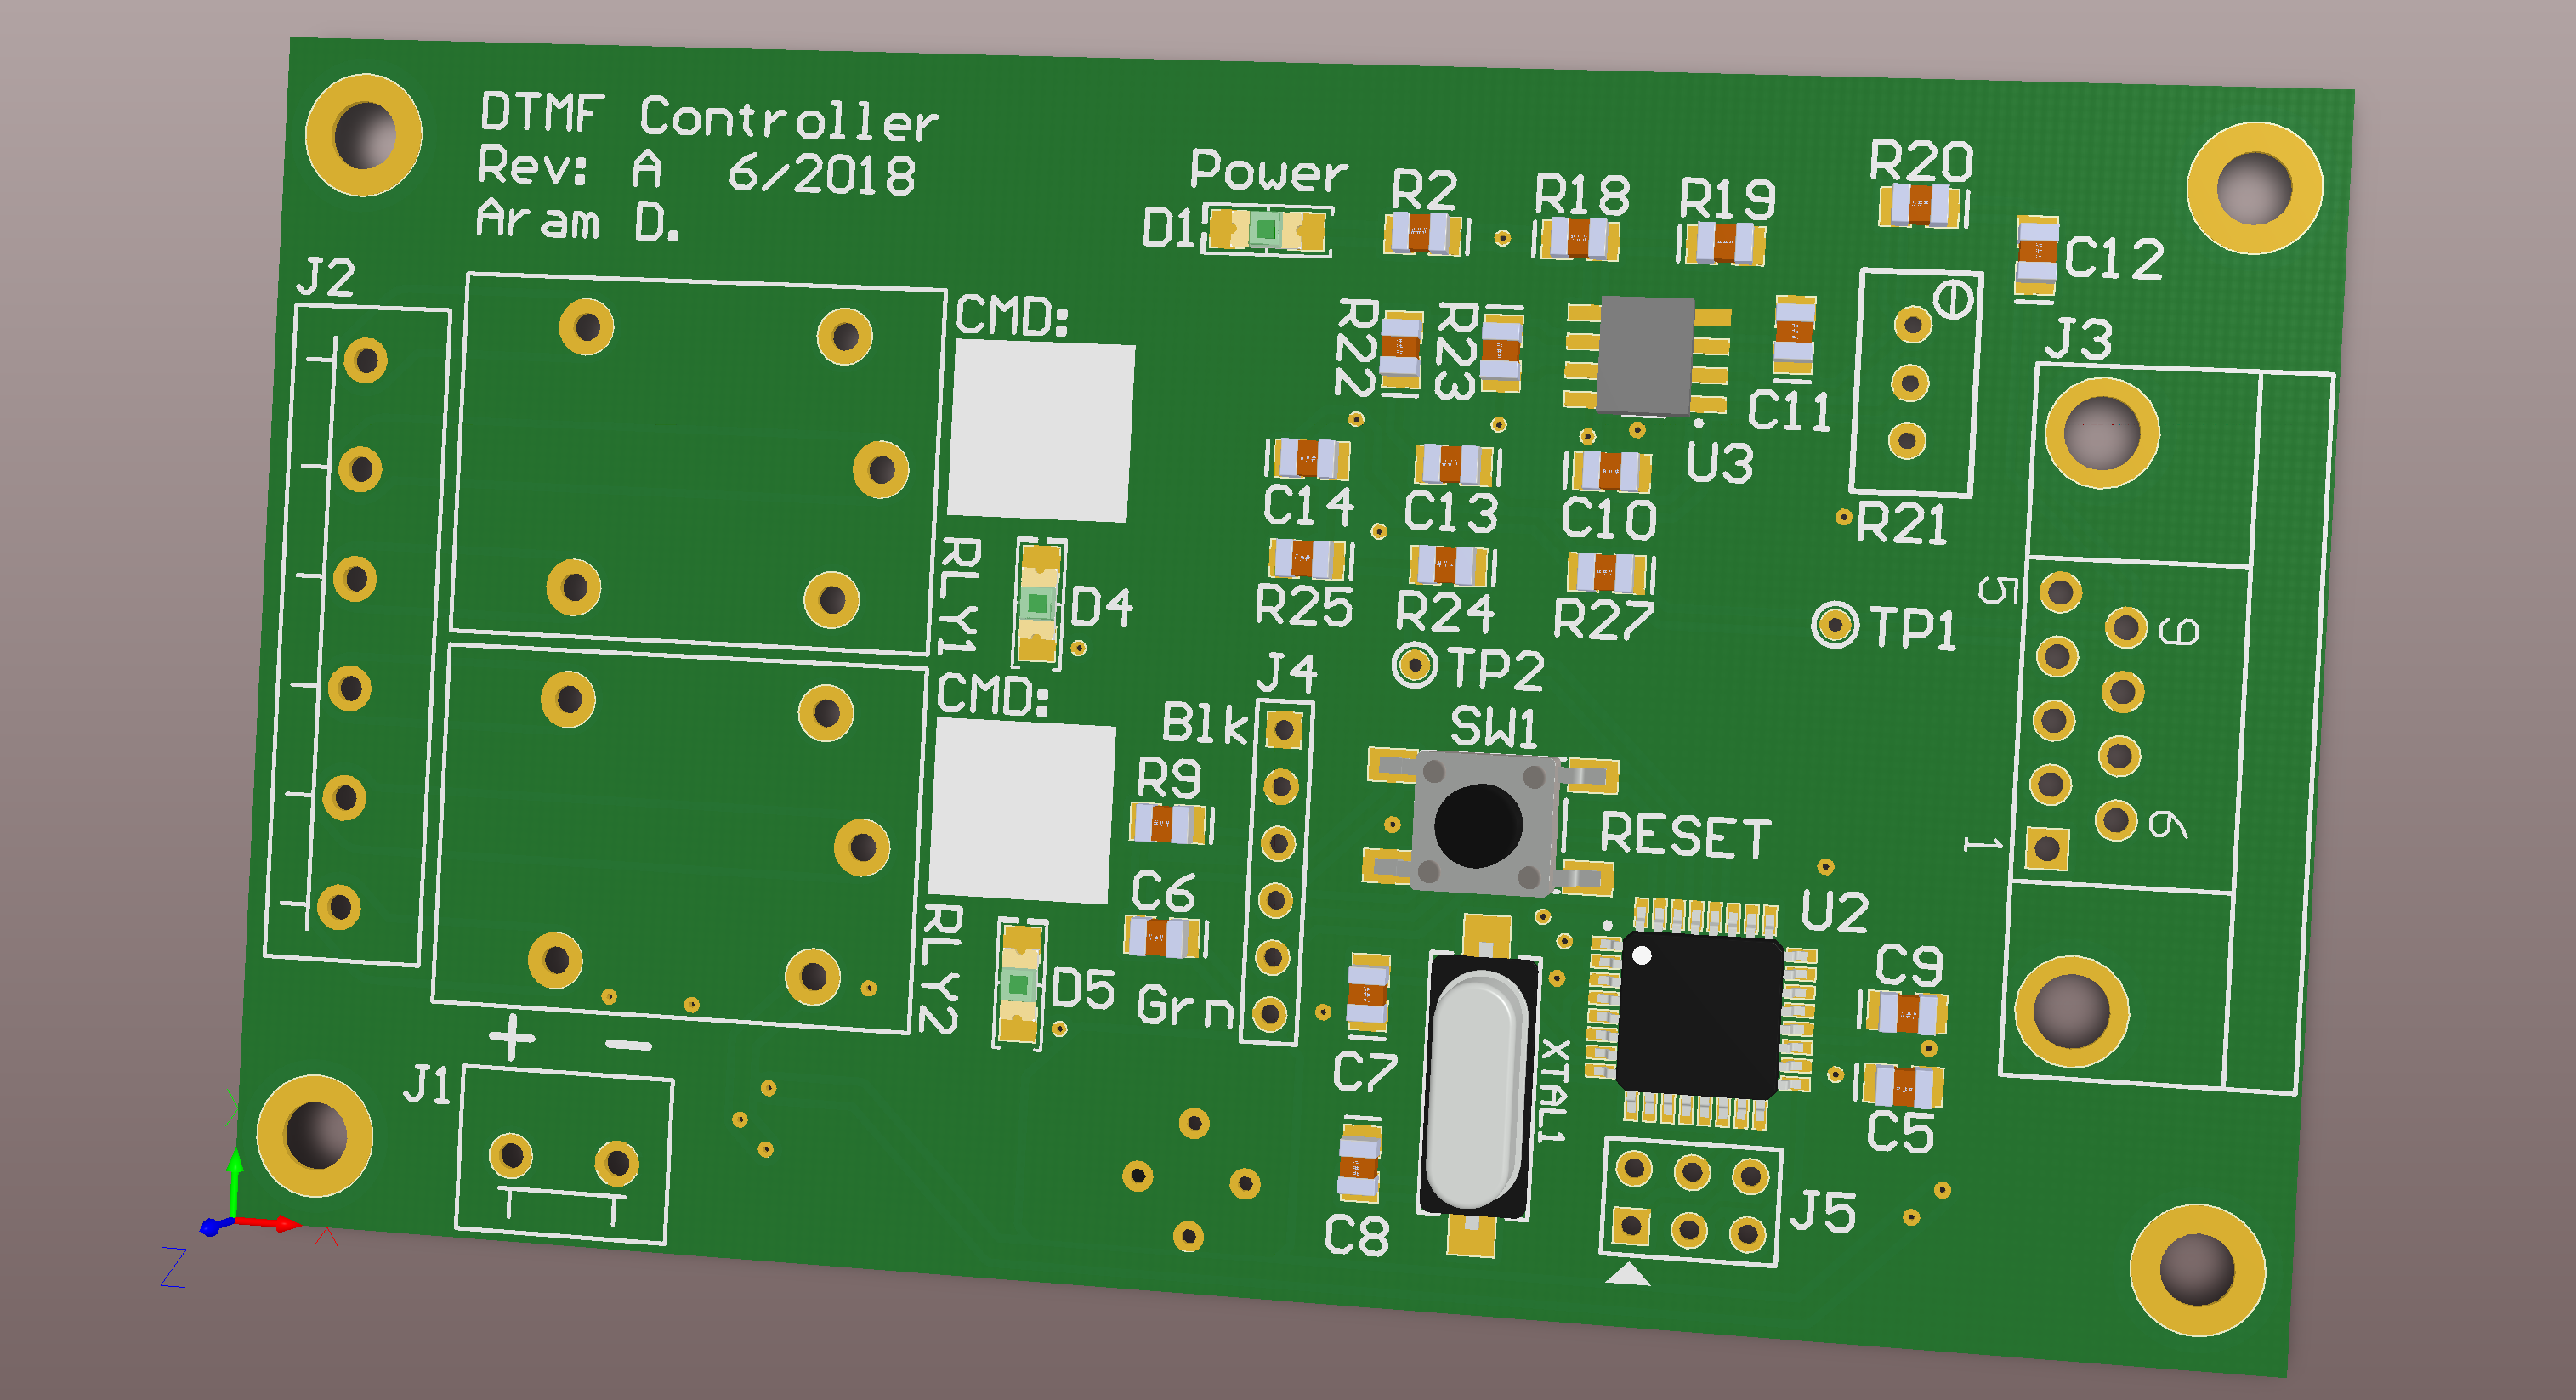 DTMF Controller
Rev: A 6/2018
Aram D.
Power
D1
R2
R18
R19
R20
C12
J2
CMD:
R22
R23
U3
C11
J3
R21
C14
C13
C10
RLY1
D4
R25
R24
R27
TP1
5
9
CMD:
J4
TP2
Blk
SW1
R9
RESET
1
6
C6
U2
RLY2
D5
Grn
C9
C7
XTAL1
+ -
J1
C5
C8
J5
X
Y
Z